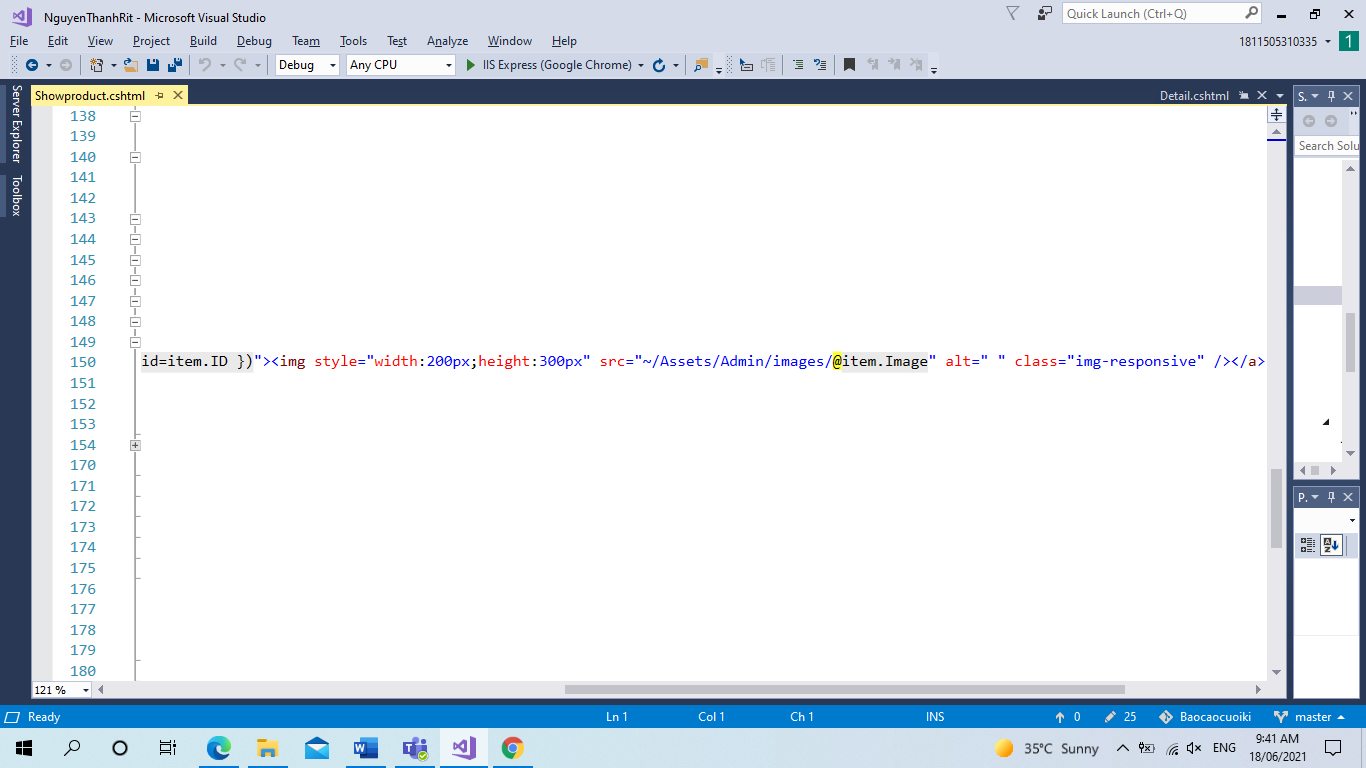 NguyenThanhRit - Microsoft Visual Studio
Quick Launch (Ctrl+Q)
File Edit View Project Build Debug Team Tools Test Analyze Window Help
1811505310335
1
Debug Any CPU IIS Express (Google Chrome)
Server Explorer
Toolbox
Showproduct.cshtml
Detail.cshtml
S.
Search Solu
138
139
140
141
142
143
144
145
146
147
148
149
150 id=item.ID })"><img style="width:200px;height:300px" src="~/Assets/Admin/images/@item.Image" alt=" " class="img-responsive" /></a>
151
152
153
154
170
171
172
173
174
175
176
177
178
179
180
P.
121 %
Ready Ln 1 Col 1 Ch 1 INS 0 25 Baocaocuoiki master
35°C Sunny
ENG
9:41 AM
18/06/2021